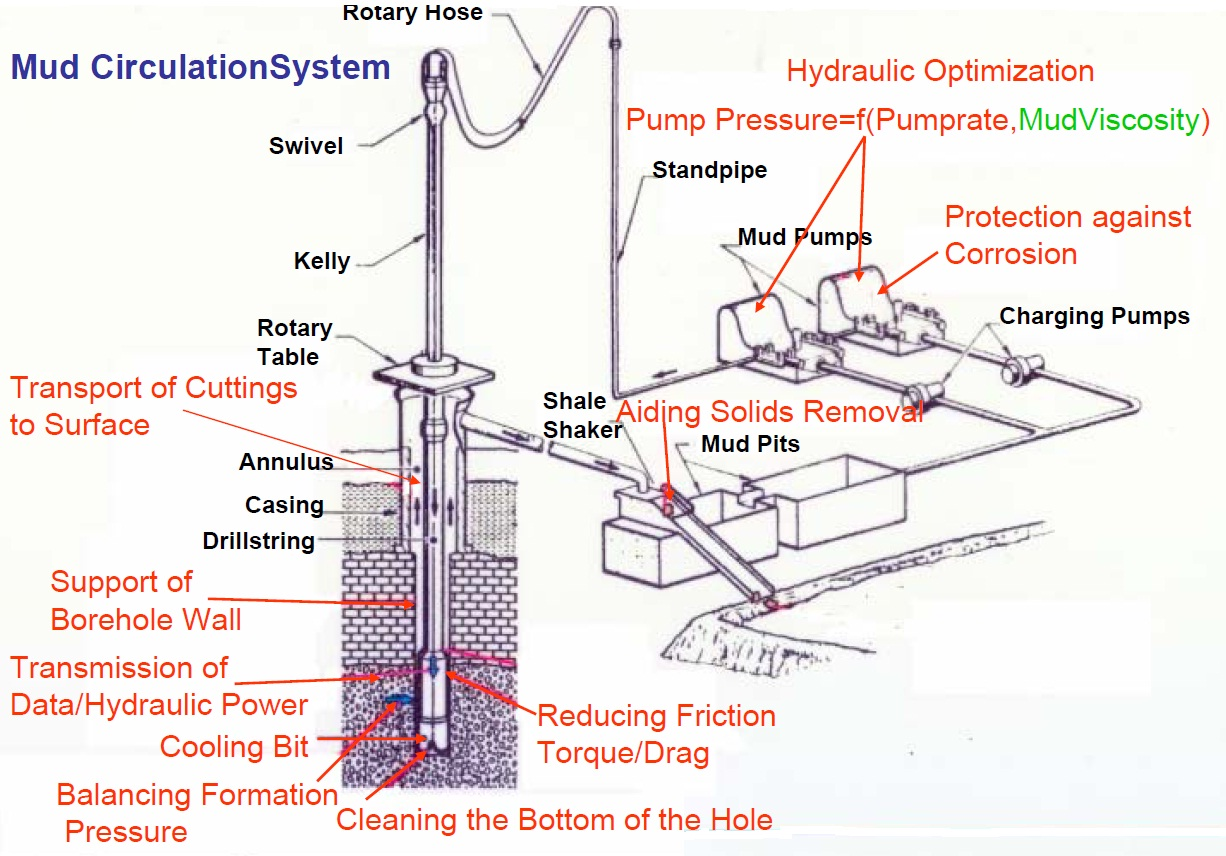 Rotary Hose
Mud CirculationSystem
Hydraulic Optimization
Pump Pressure=f(Pumprate,MudViscosity)
Swivel
Standpipe
Protection against
Corrosion
Mud Pumps
Kelly
Charging Pumps
Rotary
Table
Transport of Cuttings
to Surface
Shale
Shaker
Aiding Solids Removal
Mud Pits
Annulus
Casing
Drillstring
Support of
Borehole Wall
Transmission of
Data/Hydraulic Power
Reducing Friction
Torque/Drag
Cooling Bit
Balancing Formation
Pressure
Cleaning the Bottom of the Hole